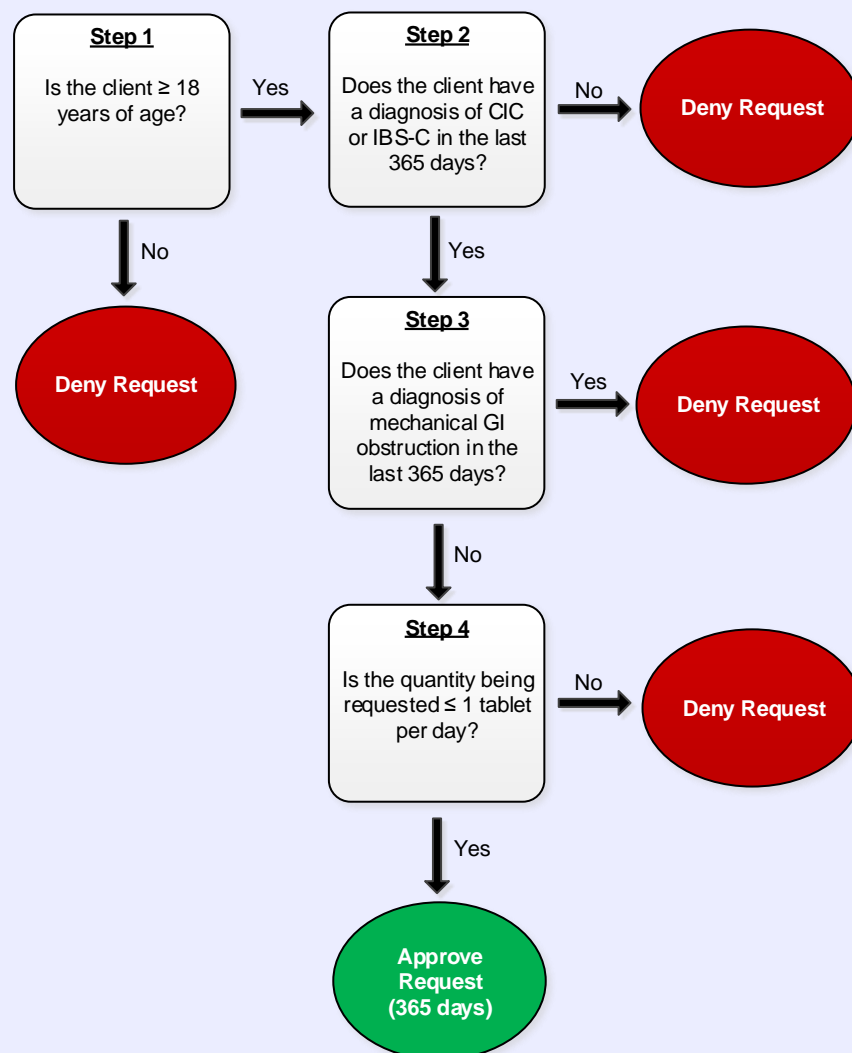 Step 1
Is the client ≥ 18
years of age?
Yes
Step 2
Does the client have
a diagnosis of CIC
or IBS-C in the last
365 days?
No
Deny Request
No
Deny Request
Yes
Step 3
Does the client have
a diagnosis of
mechanical GI
obstruction in the
last 365 days?
Yes
Deny Request
No
Step 4
Is the quantity being
requested ≤ 1 tablet
per day?
No
Deny Request
Yes
Approve
Request
(365 days)